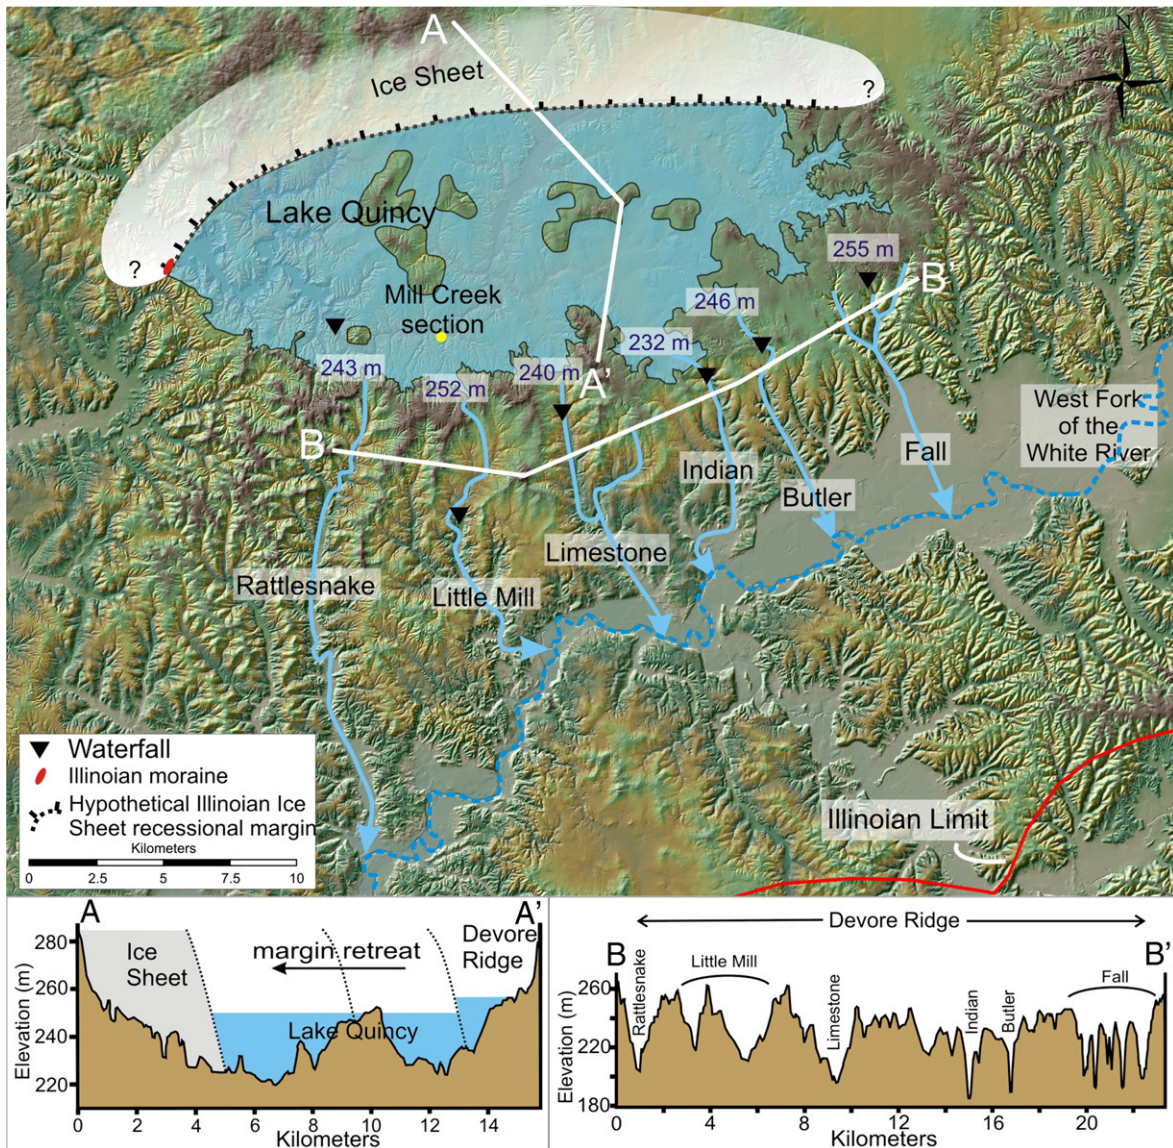 N
A
Ice Sheet
?
?
Lake Quincy
255 m
B'
Mill Creek
section
246 m
232 m
243 m
252 m
240 m
A'
West Fork
of the
White River
B
Indian
Fall
Butler
Limestone
Rattlesnake
Little Mill
Waterfall
Illinoian moraine
Hypothetical Illinoian Ice
Sheet recessional margin
Kilometers
0 2.5 5 7.5 10
Illinoian Limit
A
A'
280
260
240
220
Elevation (m)
Ice
Sheet
margin retreat
Devore
Ridge
Lake Quincy
0 2 4 6 8 10 12 14
Kilometers
Devore Ridge
B
B'
260
220
180
Elevation (m)
Rattlesnake
Little Mill
Limestone
Indian
Butler
Fall
0 4 8 12 16 20
Kilometers